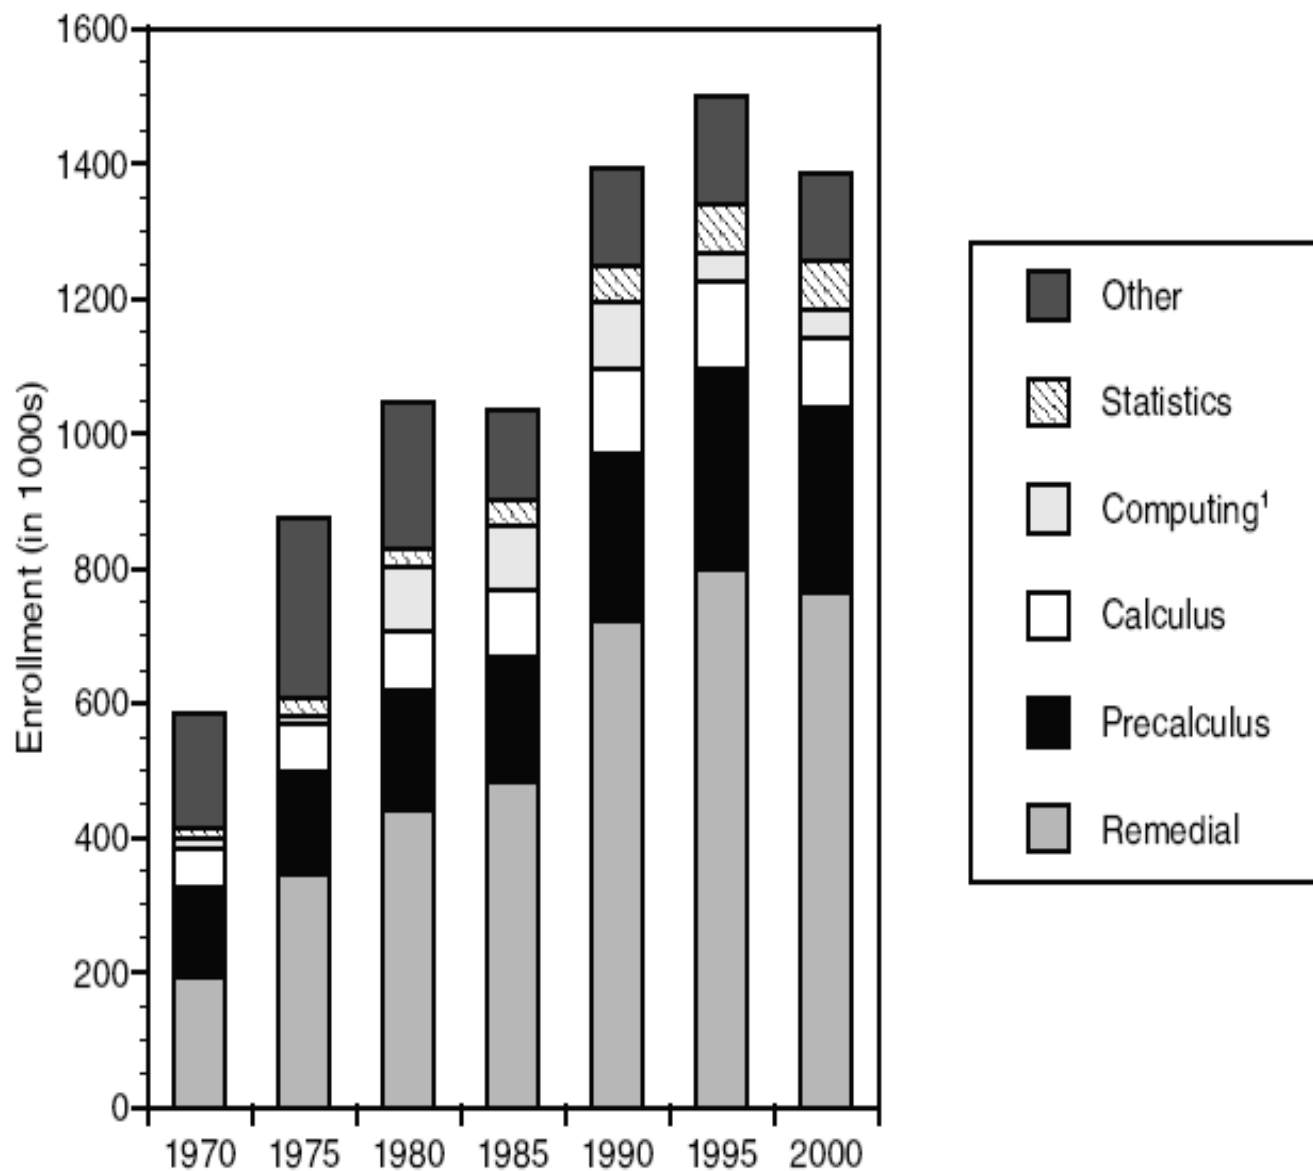 1600
1400
1200
1000
800
600
400
200
0
Enrollment (in 1000s)
1970 1975 1980 1985 1990 1995 2000
Other
Statistics
Computing¹
Calculus
Precalculus
Remedial